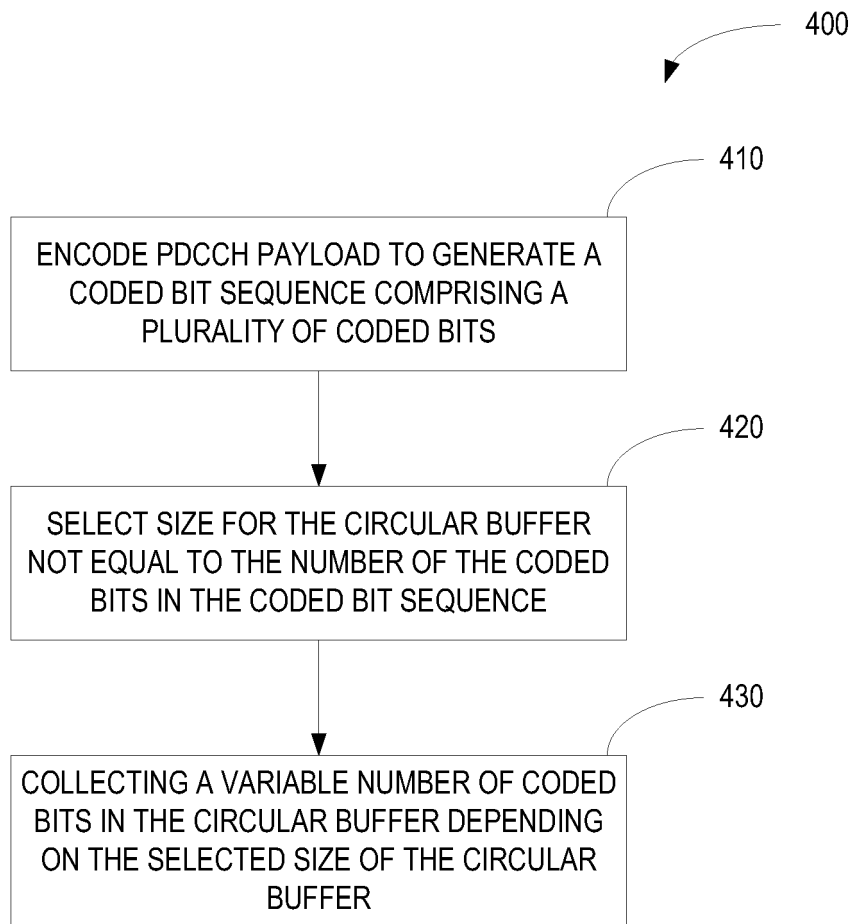 400
410
ENCODE PDCCH PAYLOAD TO GENERATE A
CODED BIT SEQUENCE COMPRISING A
PLURALITY OF CODED BITS
420
SELECT SIZE FOR THE CIRCULAR BUFFER
NOT EQUAL TO THE NUMBER OF THE CODED
BITS IN THE CODED BIT SEQUENCE
430
COLLECTING A VARIABLE NUMBER OF CODED
BITS IN THE CIRCULAR BUFFER DEPENDING
ON THE SELECTED SIZE OF THE CIRCULAR
BUFFER